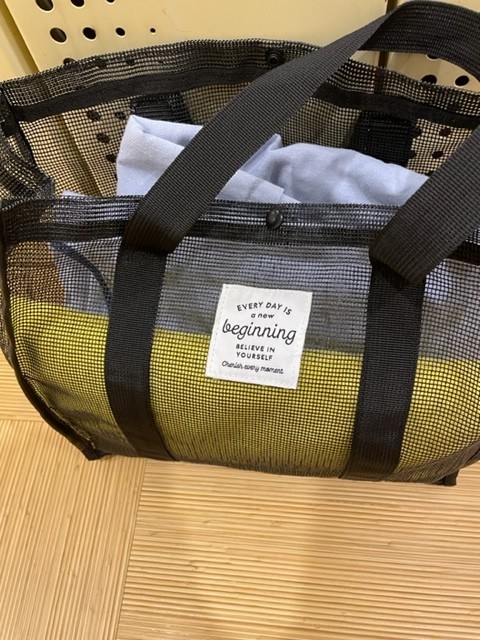 EVERY DAY IS
a new
beginning
BELIEVE IN
YOURSELF
Cherish every moment